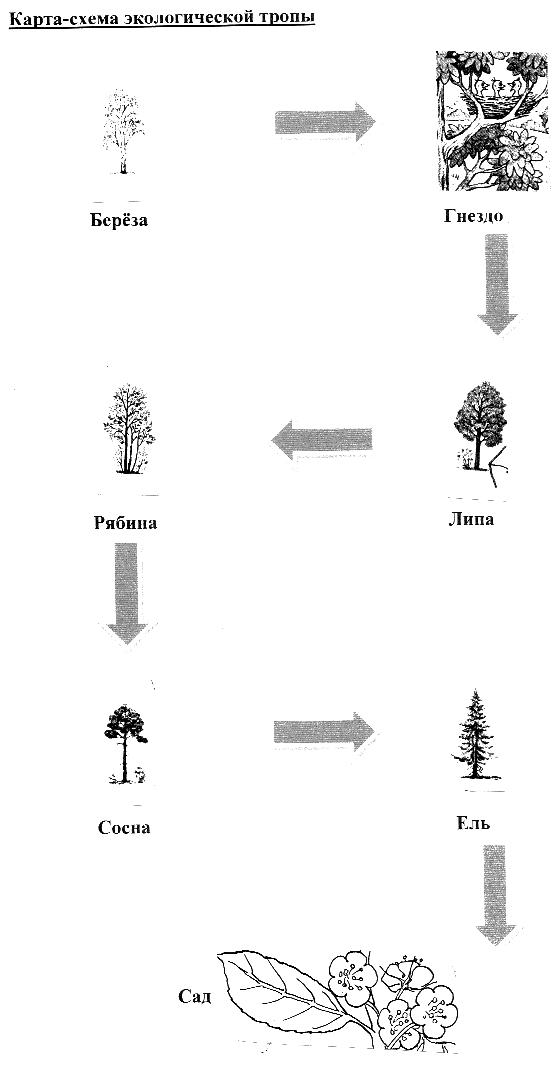 Карта-схема экологической тропы
Берёза
Гнездо
Рябина
Липа
Сосна
Ель
Сад